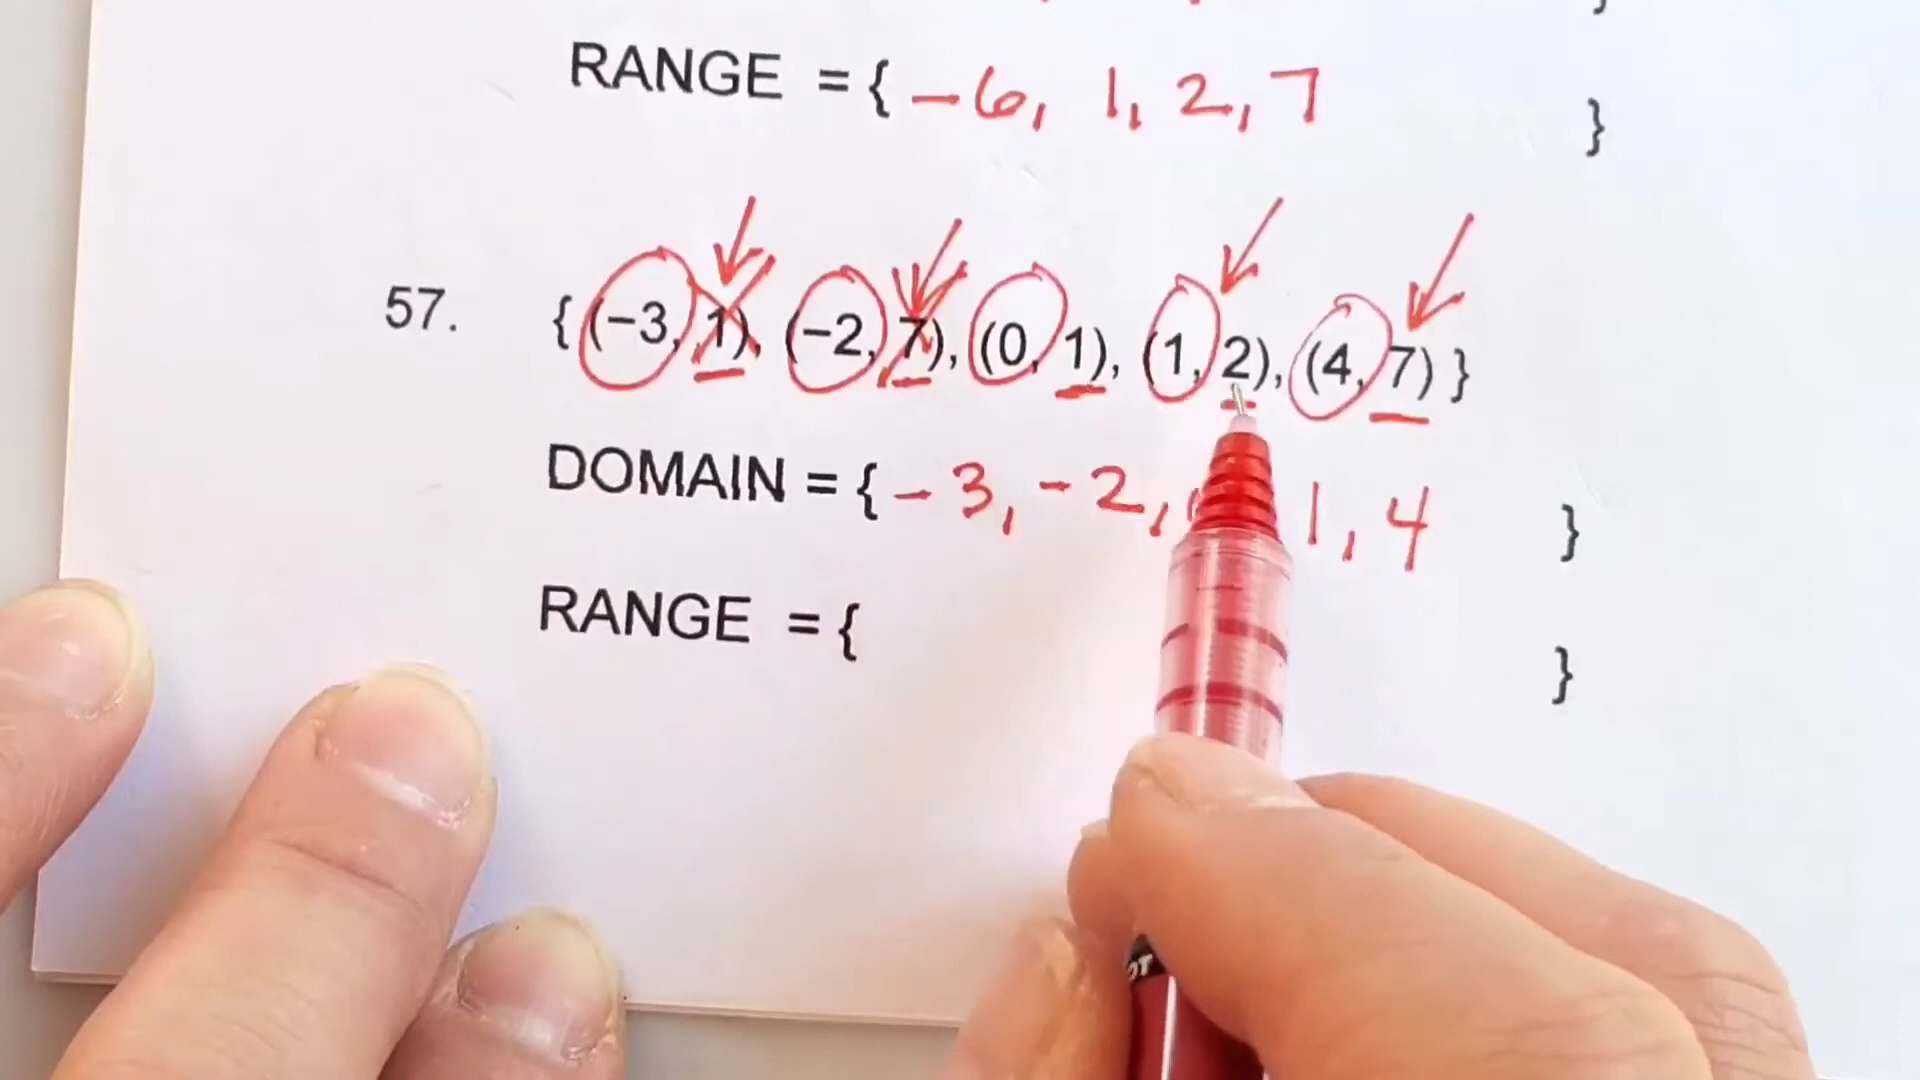 }
RANGE = { -6, 1, 2, 7 }
57. { (-3, 1), (-2, 7), (0, 1), (1, 2), (4, 7) }
DOMAIN = { -3, -2, 1, 4 }
RANGE = { }